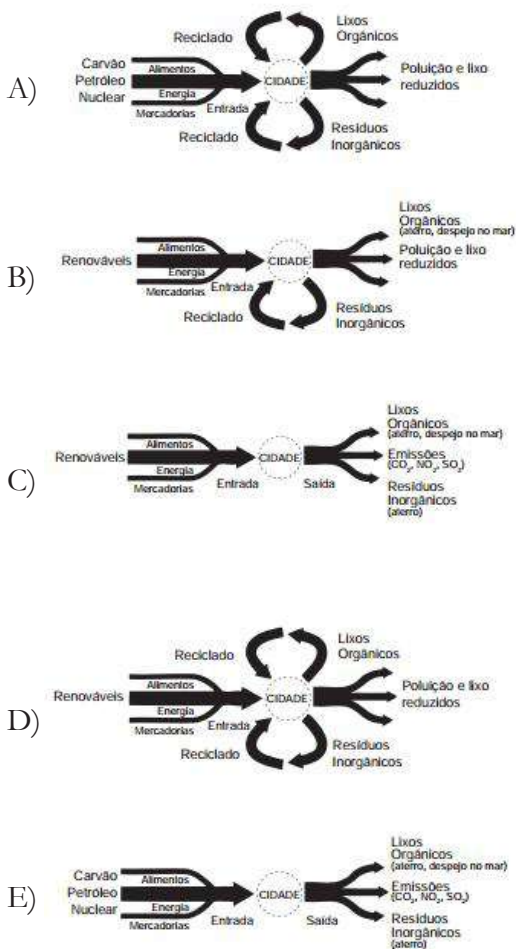 A)
Carvão
Petróleo
Nuclear
Alimentos
Energia
Mercadorias
Entrada
Reciclado
CIDADE
Reciclado
Lixos
Orgânicos
Poluição e lixo
reduzidos
Resíduos
Inorgânicos
B)
Renováveis
Alimentos
Energia
Mercadorias
Entrada
CIDADE
Reciclado
Lixos
Orgânicos
(aterro, despejo no mar)
Poluição e lixo
reduzidos
Resíduos
Inorgânicos
C)
Renováveis
Alimentos
Energia
Mercadorias
Entrada
CIDADE
Saída
Lixos
Orgânicos
(aterro, despejo no mar)
Emissões
(CO₂, NO₂, SO₂)
Resíduos
Inorgânicos
(aterro)
D)
Renováveis
Alimentos
Energia
Mercadorias
Entrada
Reciclado
CIDADE
Reciclado
Lixos
Orgânicos
Poluição e lixo
reduzidos
Resíduos
Inorgânicos
E)
Carvão
Petróleo
Nuclear
Alimentos
Energia
Mercadorias
Entrada
CIDADE
Saída
Lixos
Orgânicos
(aterro, despejo no mar)
Emissões
(CO₂, NO₂, SO₂)
Resíduos
Inorgânicos
(aterro)